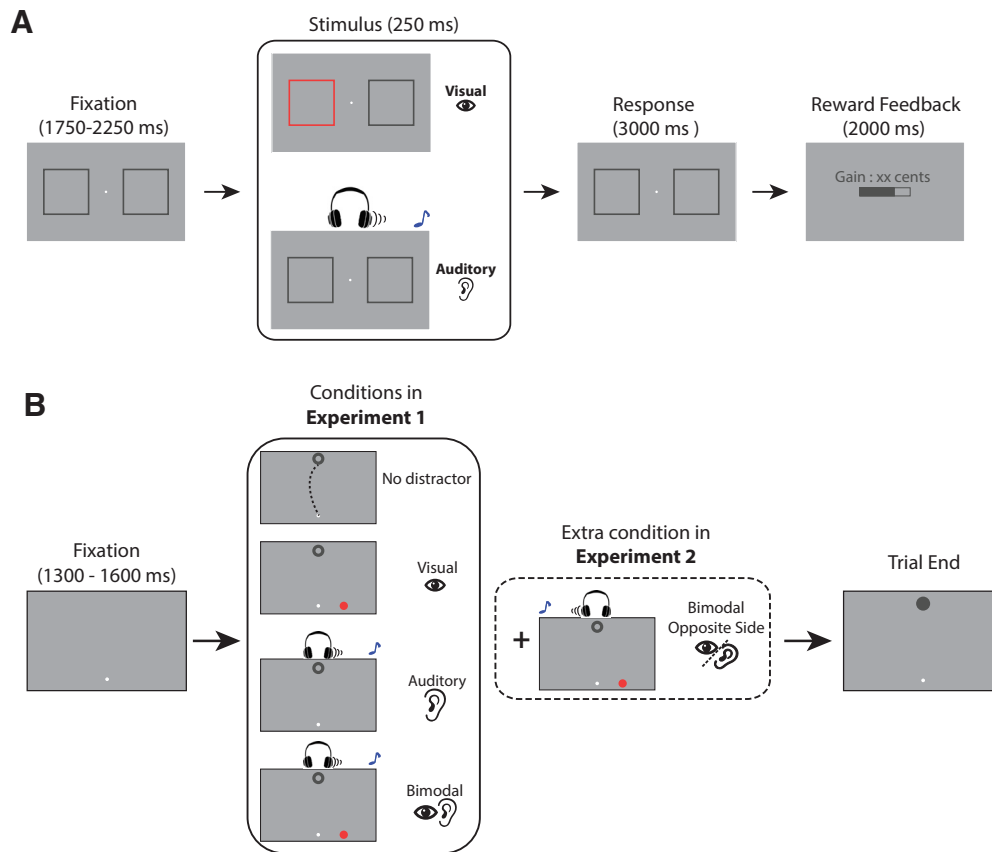 A
Stimulus (250 ms)
Visual
Fixation
(1750-2250 ms)
Response
(3000 ms )
Reward Feedback
(2000 ms)
Gain : xx cents
Auditory
B
Conditions in
Experiment 1
No distractor
Fixation
(1300 - 1600 ms)
Visual
Auditory
Bimodal
Extra condition in
Experiment 2
+
Bimodal
Opposite Side
Trial End